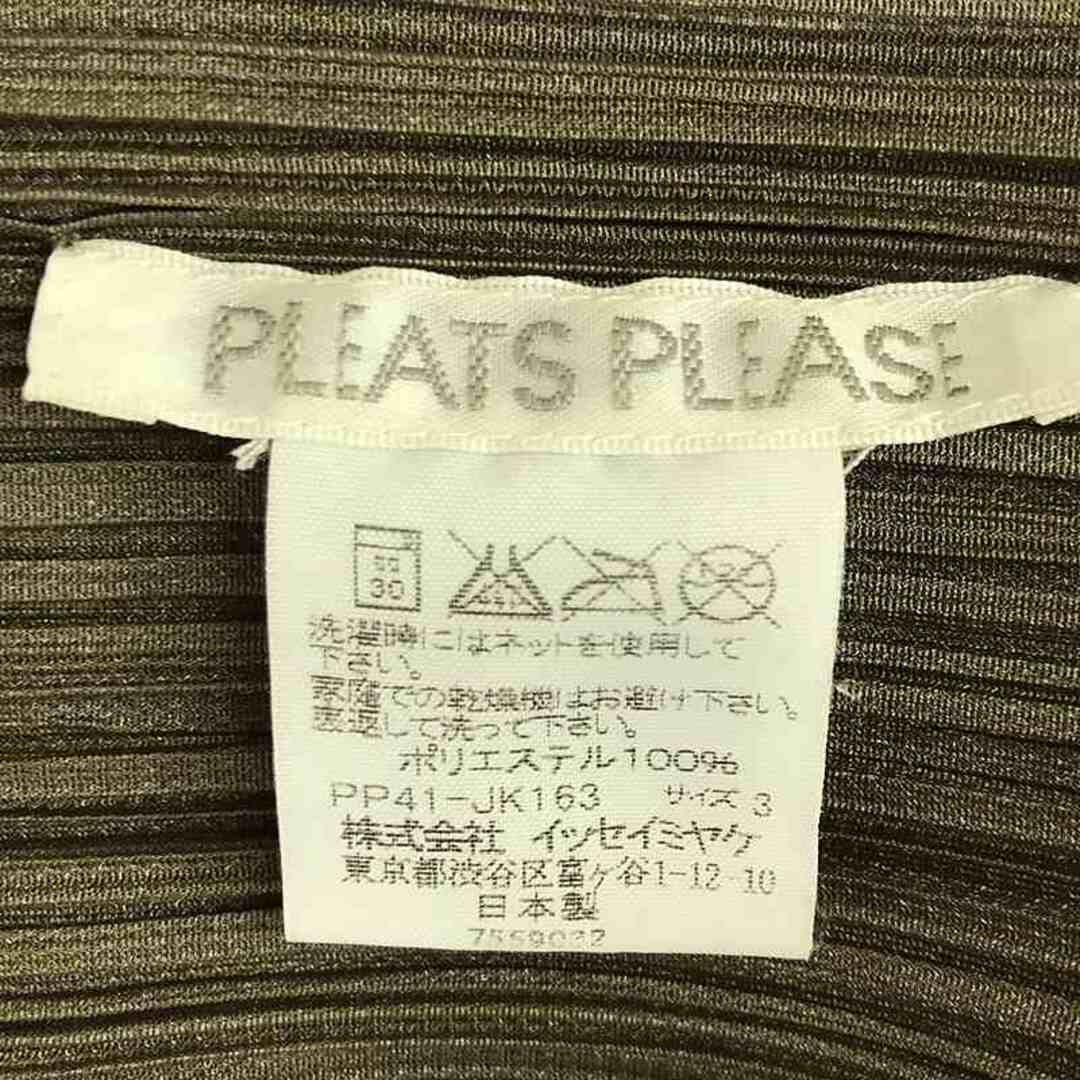 PLEATS PLEASE
30
洗濯時にはネットを使用して
下さい。
家庭での乾燥機はお避け下さい。
裏返して洗って下さい。
ポリエステル100%
PP41-JK163 サイズ 3
株式会社 イッセイミヤケ
東京都渋谷区富ヶ谷1-12-10
日本製